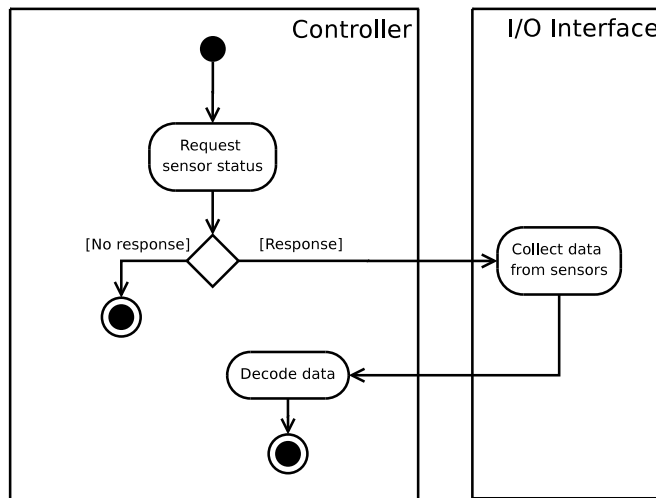 Controller
I/O Interface
Request
sensor status
[No response]
[Response]
Collect data
from sensors
Decode data